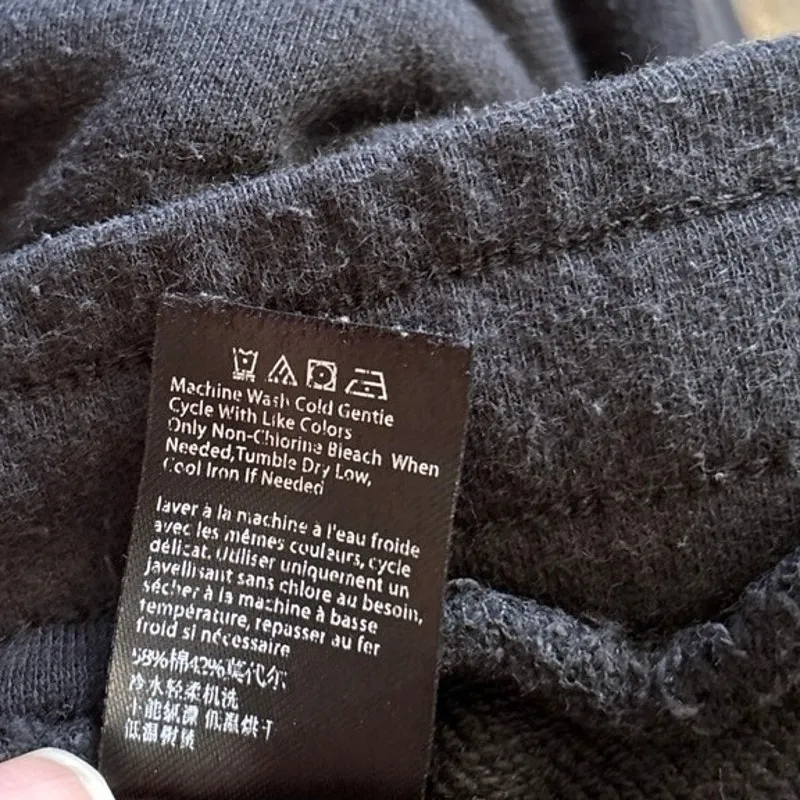 Machine Wash Cold Gentle
Cycle With Like Colors
Only Non-Chlorine Bleach When
Needed,Tumble Dry Low,
Cool Iron If Needed
laver à la machine à l'eau froide
avec les mêmes couleurs, cycle
délicat. Utiliser uniquement un
javellisant sans chlore au besoin,
sécher à la machine à basse
température, repasser au fer
froid si nécessaire
58%棉42%莫代尔
冷水轻柔机洗
不能氯漂 低温烘干
低温熨烫